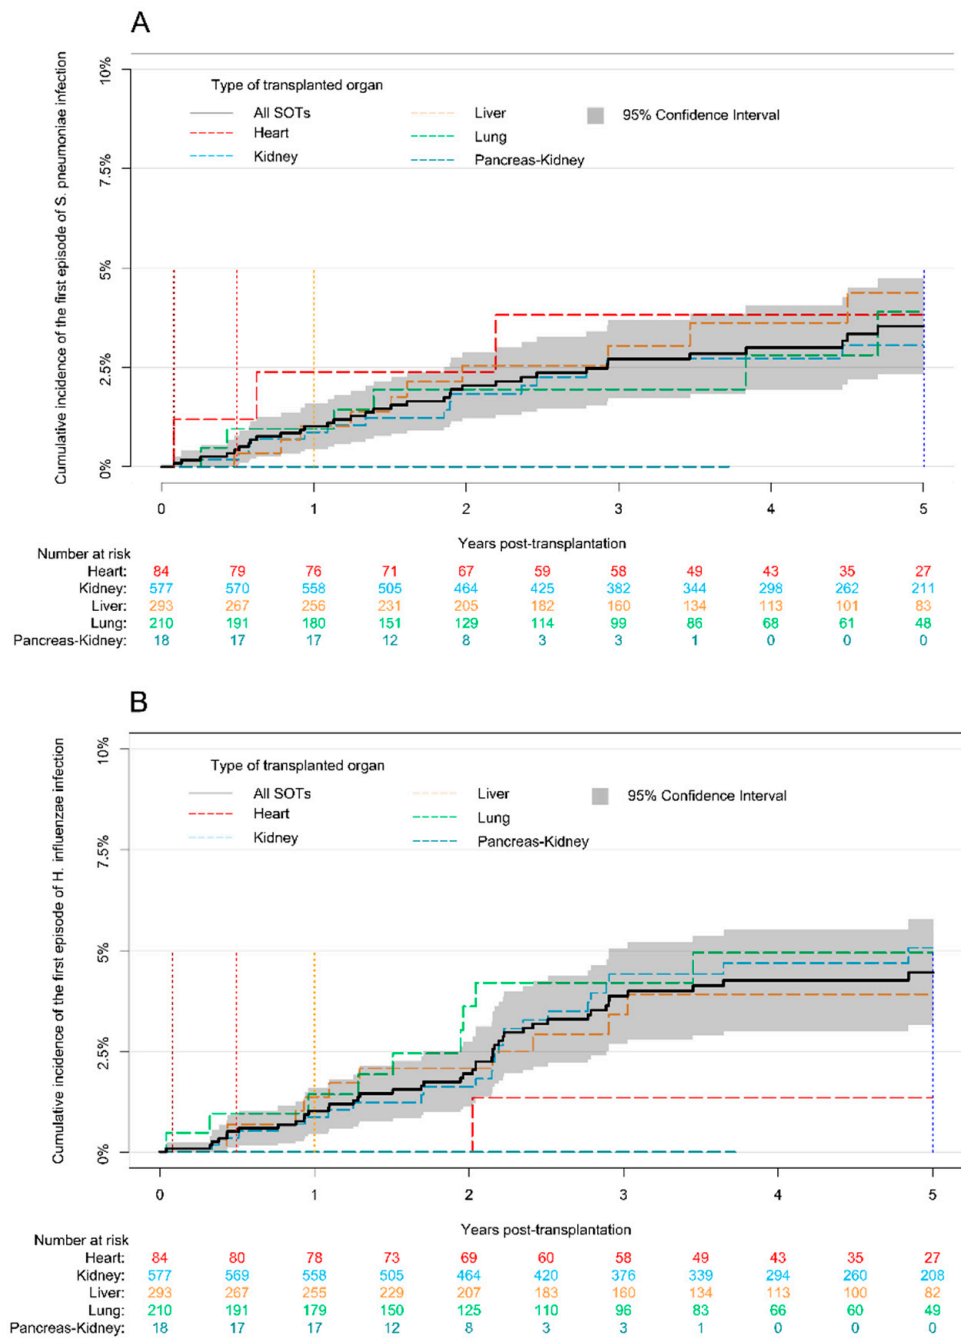 A
Cumulative incidence of the first episode of S. pneumoniae infection
10%
7.5%
5%
2.5%
0%
Type of transplanted organ
All SOTs
Heart
Kidney
Liver
Lung
Pancreas-Kidney
95% Confidence Interval
0 1 2 3 4 5
Years post-transplantation
Number at risk
Heart: 84 79 76 71 67 59 58 49 43 35 27
Kidney: 577 570 558 505 464 425 382 344 298 262 211
Liver: 293 267 256 231 205 182 160 134 113 101 83
Lung: 210 191 180 151 129 114 99 86 68 61 48
Pancreas-Kidney: 18 17 17 12 8 3 3 1 0 0 0
B
Cumulative incidence of the first episode of H. influenzae infection
10%
7.5%
5%
2.5%
0%
Type of transplanted organ
All SOTs
Heart
Kidney
Liver
Lung
Pancreas-Kidney
95% Confidence Interval
0 1 2 3 4 5
Years post-transplantation
Number at risk
Heart: 84 80 78 73 69 60 58 49 43 35 27
Kidney: 577 569 558 505 464 420 376 339 294 260 208
Liver: 293 267 255 229 207 183 160 134 113 100 82
Lung: 210 191 179 150 125 110 96 83 66 60 49
Pancreas-Kidney: 18 17 17 12 8 3 3 1 0 0 0